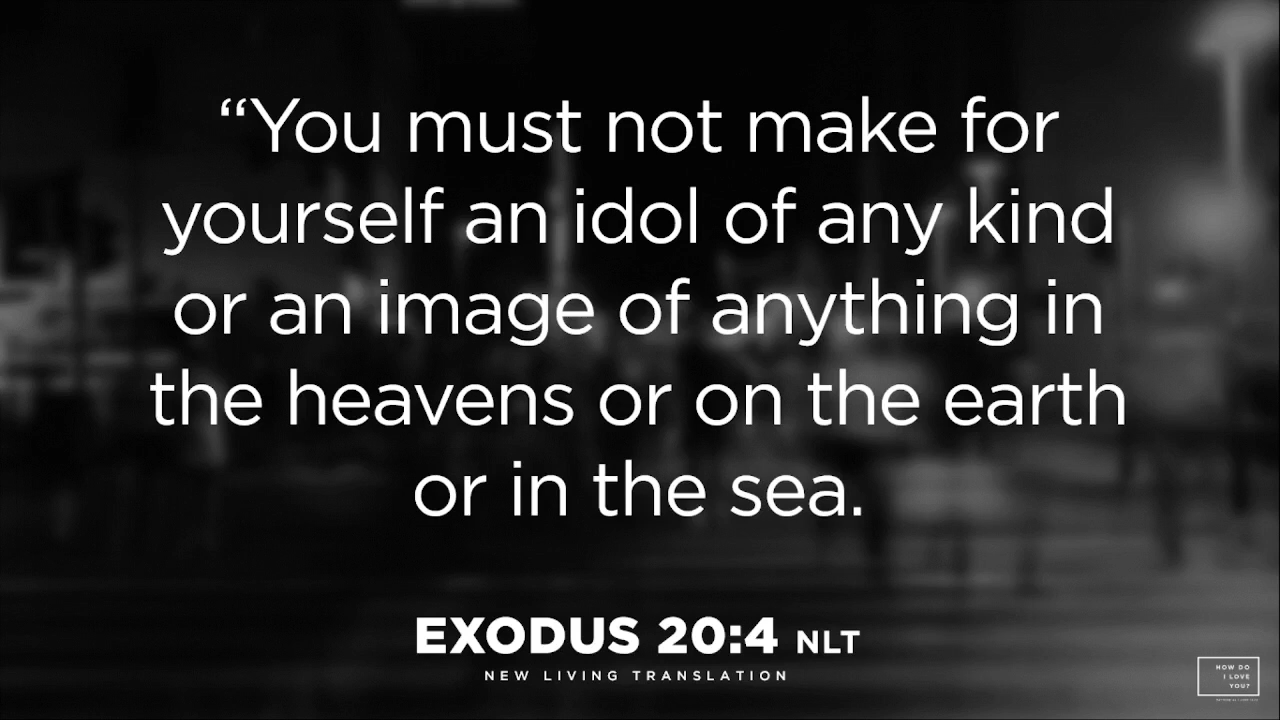 “You must not make for
yourself an idol of any kind
or an image of anything in
the heavens or on the earth
or in the sea.
EXODUS 20:4 NLT
NEW LIVING TRANSLATION
HOW DO
I LOVE
YOU?